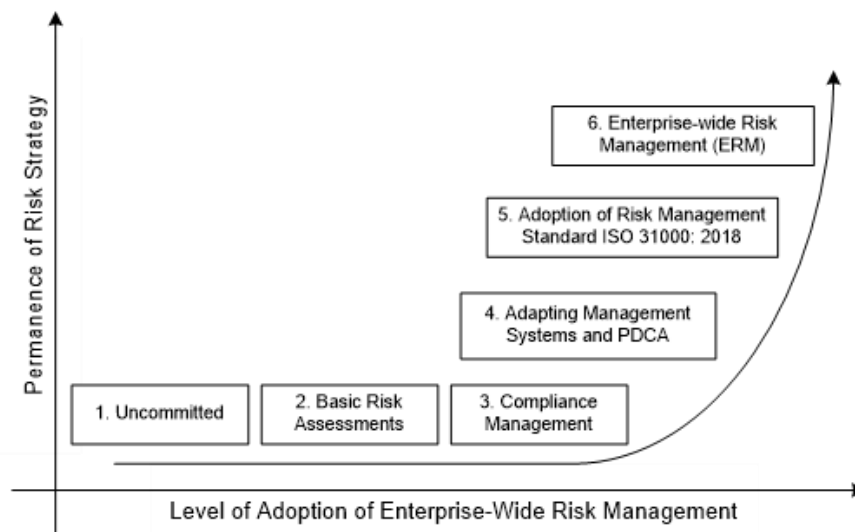 Permanence of Risk Strategy
6. Enterprise-wide Risk
Management (ERM)
5. Adoption of Risk Management
Standard ISO 31000: 2018
4. Adapting Management
Systems and PDCA
1. Uncommitted
2. Basic Risk
Assessments
3. Compliance
Management
Level of Adoption of Enterprise-Wide Risk Management